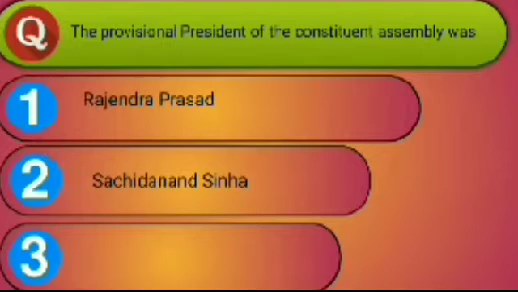 Q The provisional President of the constituent assembly was
1 Rajendra Prasad
2 Sachidanand Sinha
3